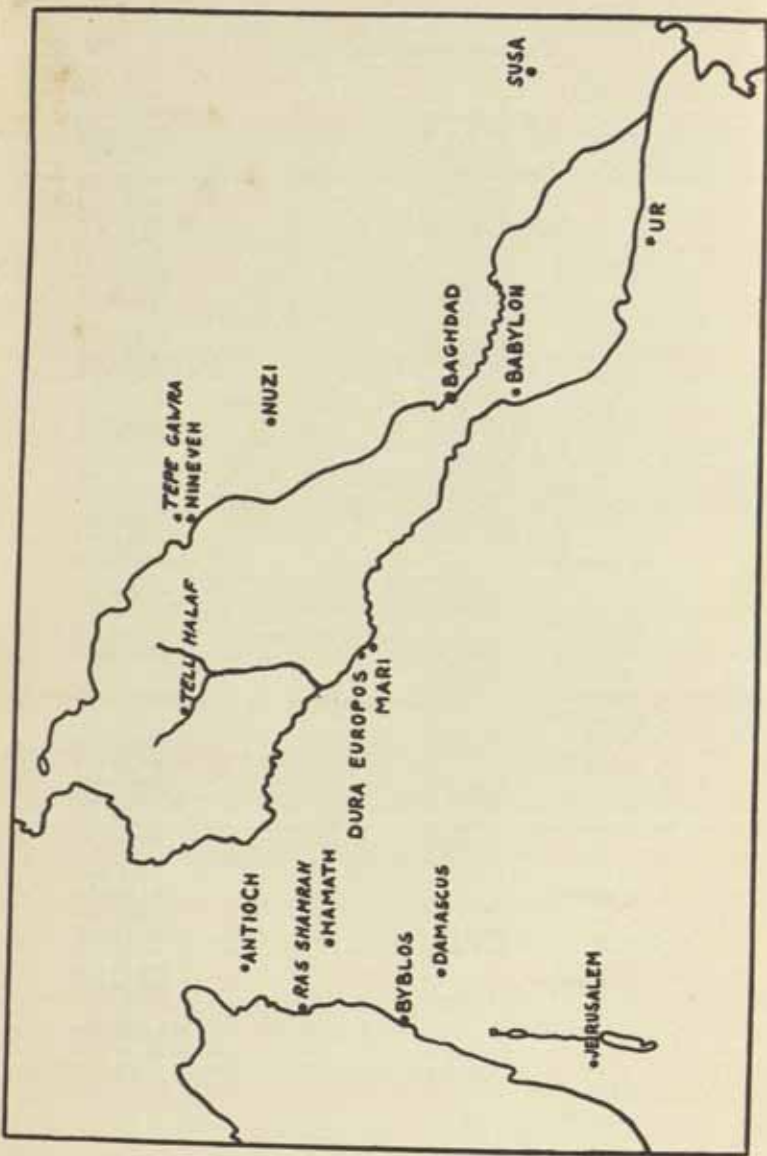 TEPE GAWRA
NINEVEH
TELL HALAF
NUZI
ANTIOCH
RAS SHAMRAH
HAMATH
DURA EUROPOS
MARI
BYBLOS
DAMASCUS
BAGHDAD
BABYLON
SUSA
JERUSALEM
UR